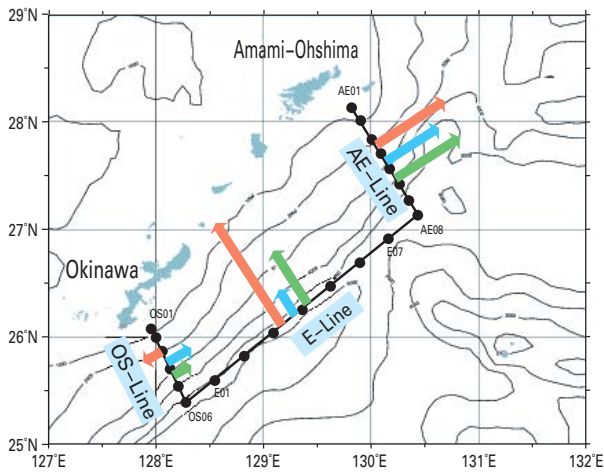 29°N
28°N
27°N
26°N
25°N
127°E
128°E
129°E
130°E
131°E
132°E
Amami-Ohshima
AE01
AE-Line
AE08
E07
Okinawa
OS01
E-Line
OS-Line
E01
OS06